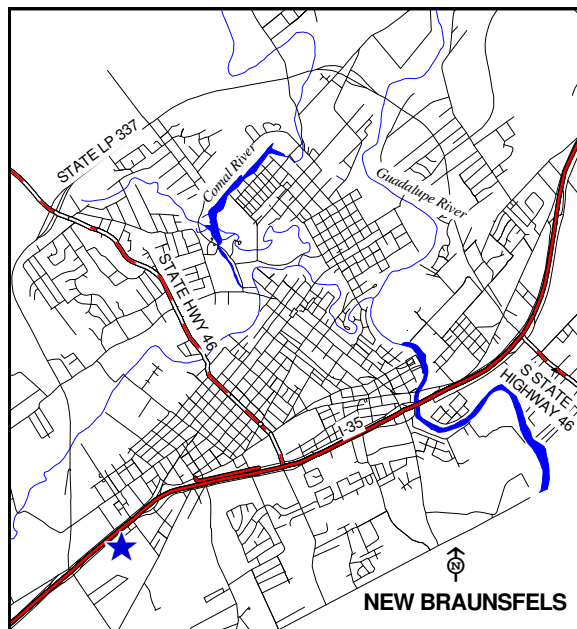 STATE LP 337
Comal River
Guadalupe River
STATE HWY 46
S STATE
HIGHWAY 46
I-35
N
NEW BRAUNSFELS